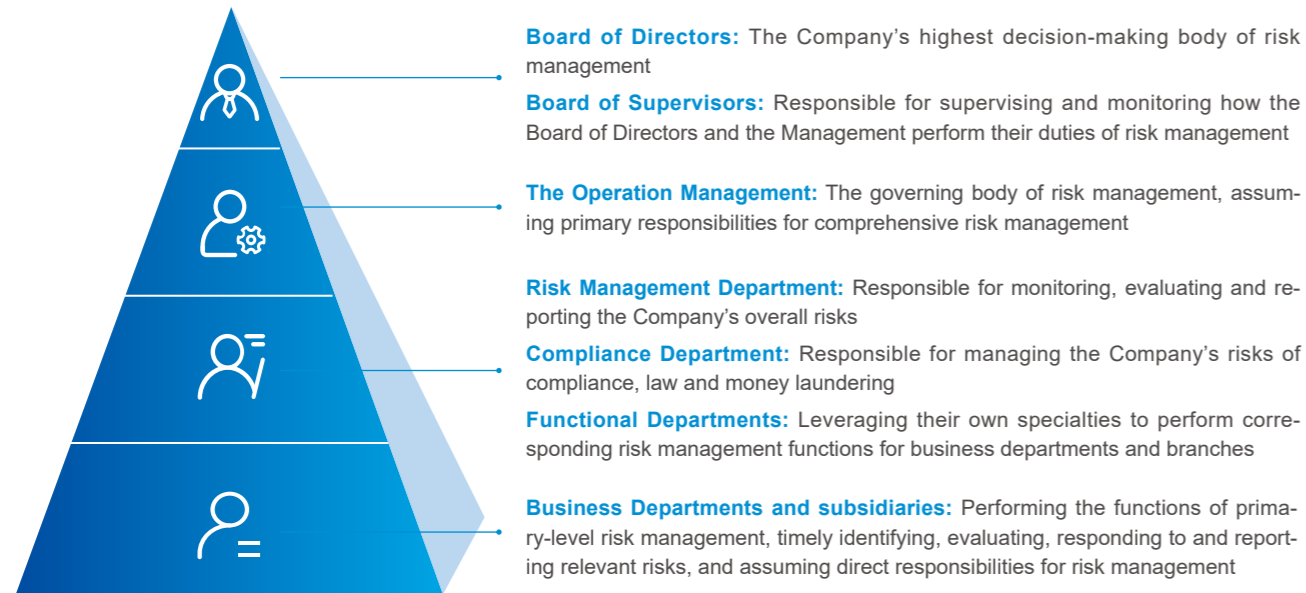 Board of Directors: The Company’s highest decision-making body of risk
management
Board of Supervisors: Responsible for supervising and monitoring how the
Board of Directors and the Management perform their duties of risk management
The Operation Management: The governing body of risk management, assum-
ing primary responsibilities for comprehensive risk management
Risk Management Department: Responsible for monitoring, evaluating and re-
porting the Company’s overall risks
Compliance Department: Responsible for managing the Company’s risks of
compliance, law and money laundering
Functional Departments: Leveraging their own specialties to perform corre-
sponding risk management functions for business departments and branches
Business Departments and subsidiaries: Performing the functions of prima-
ry-level risk management, timely identifying, evaluating, responding to and report-
ing relevant risks, and assuming direct responsibilities for risk management